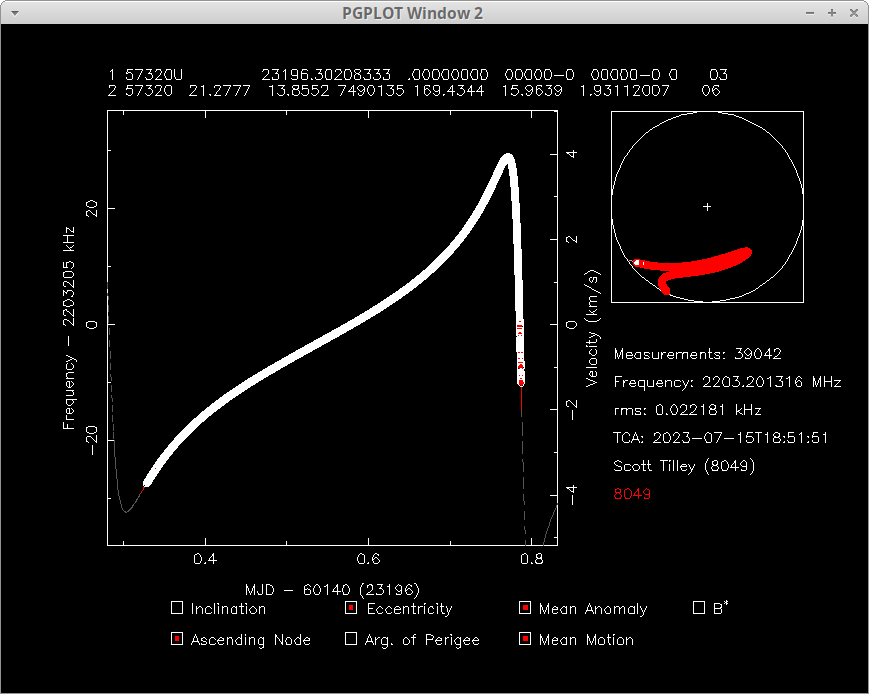 PGPLOT Window 2
1 57320U 23196.30208333 .00000000 00000-0 00000-0 0 03
2 57320 21.2777 13.8552 7490135 169.4344 15.9639 1.93112007 06
Frequency - 2203205 kHz
20
0
-20
0.4 0.6 0.8
MJD - 60140 (23196)
4
2
0
-2
-4
Velocity (km/s)
Measurements: 39042
Frequency: 2203.201316 MHz
rms: 0.022181 kHz
TCA: 2023-07-15T18:51:51
Scott Tilley (8049)
8049
Inclination Eccentricity Mean Anomaly B*
Ascending Node Arg. of Perigee Mean Motion